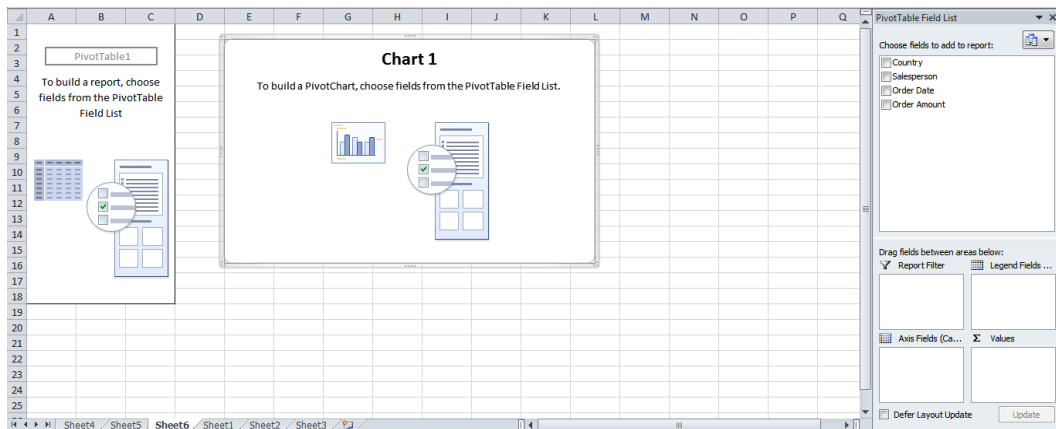 A B C D E F G H I J K L M N O P Q
PivotTable Field List
1
2
3
4
5
6
7
8
9
10
11
12
13
14
15
16
17
18
19
20
21
22
23
24
25
PivotTable1
To build a report, choose
fields from the PivotTable
Field List
Chart 1
To build a PivotChart, choose fields from the PivotTable Field List.
Choose fields to add to report:
Country
Salesperson
Order Date
Order Amount
Drag fields between areas below:
Report Filter
Legend Fields ...
Axis Fields (Ca...
Σ Values
Defer Layout Update
Update
Sheet4 Sheet5 Sheet6 Sheet1 Sheet2 Sheet3